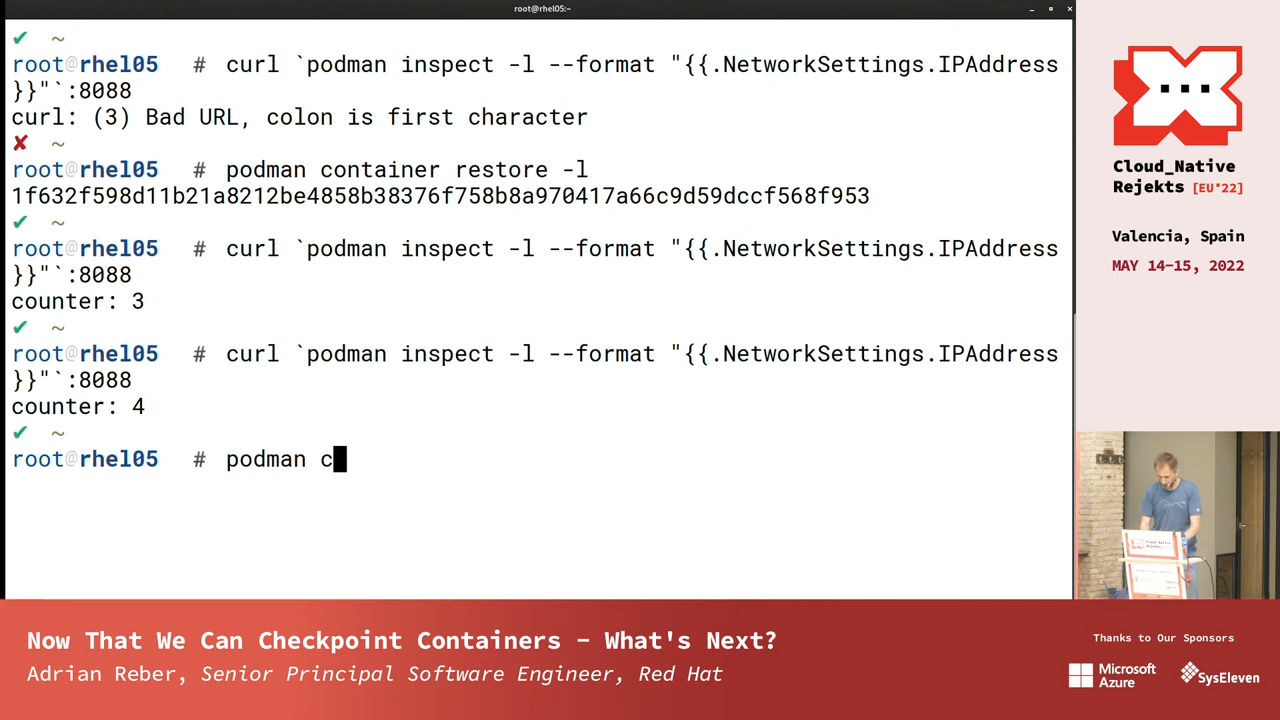 root@rhel05:~
✔ ~
root@rhel05 # curl `podman inspect -l --format "{{.NetworkSettings.IPAddress
}}"`:8088
curl: (3) Bad URL, colon is first character
✘ ~
root@rhel05 # podman container restore -l
1f632f598d11b21a8212be4858b38376f758b8a970417a66c9d59dccf568f953
✔ ~
root@rhel05 # curl `podman inspect -l --format "{{.NetworkSettings.IPAddress
}}"`:8088
counter: 3
✔ ~
root@rhel05 # curl `podman inspect -l --format "{{.NetworkSettings.IPAddress
}}"`:8088
counter: 4
✔ ~
root@rhel05 # podman c
Cloud_Native
Rejekts [EU*22]
Valencia, Spain
MAY 14-15, 2022
Now That We Can Checkpoint Containers - What's Next?
Adrian Reber, Senior Principal Software Engineer, Red Hat
Thanks to Our Sponsors
Microsoft
Azure
SysEleven